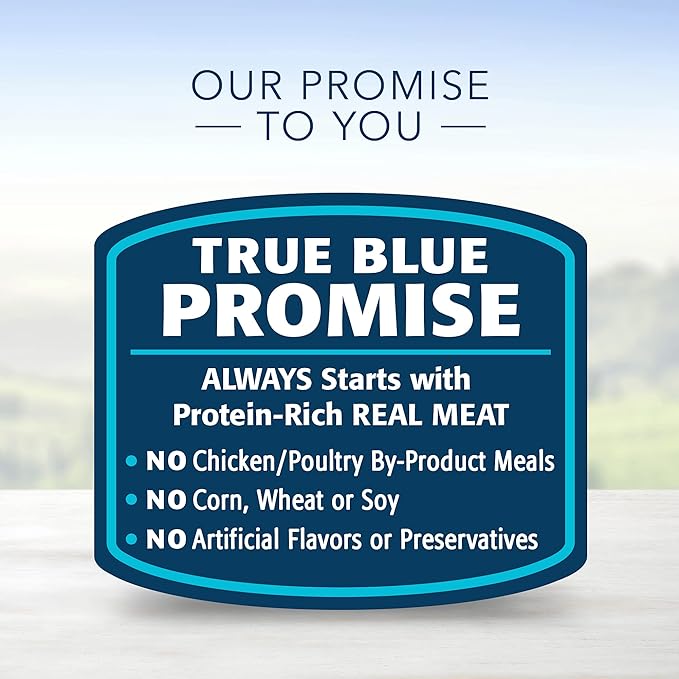 OUR PROMISE
— TO YOU —
TRUE BLUE
PROMISE
ALWAYS Starts with
Protein-Rich REAL MEAT
• NO Chicken/Poultry By-Product Meals
• NO Corn, Wheat or Soy
• NO Artificial Flavors or Preservatives